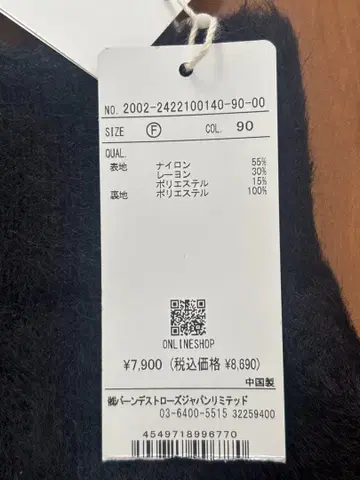 NO. 2002-2422100140-90-00
SIZE Ⓕ COL. 90
QUAL.
表地 ナイロン 55%
レーヨン 30%
ポリエステル 15%
裏地 ポリエステル 100%
ONLINESHOP
¥7,900 (税込価格 ¥8,690)
中国製
㈱バーンデストローズジャパンリミテッド
03-6400-5515 32259400
4549718996770